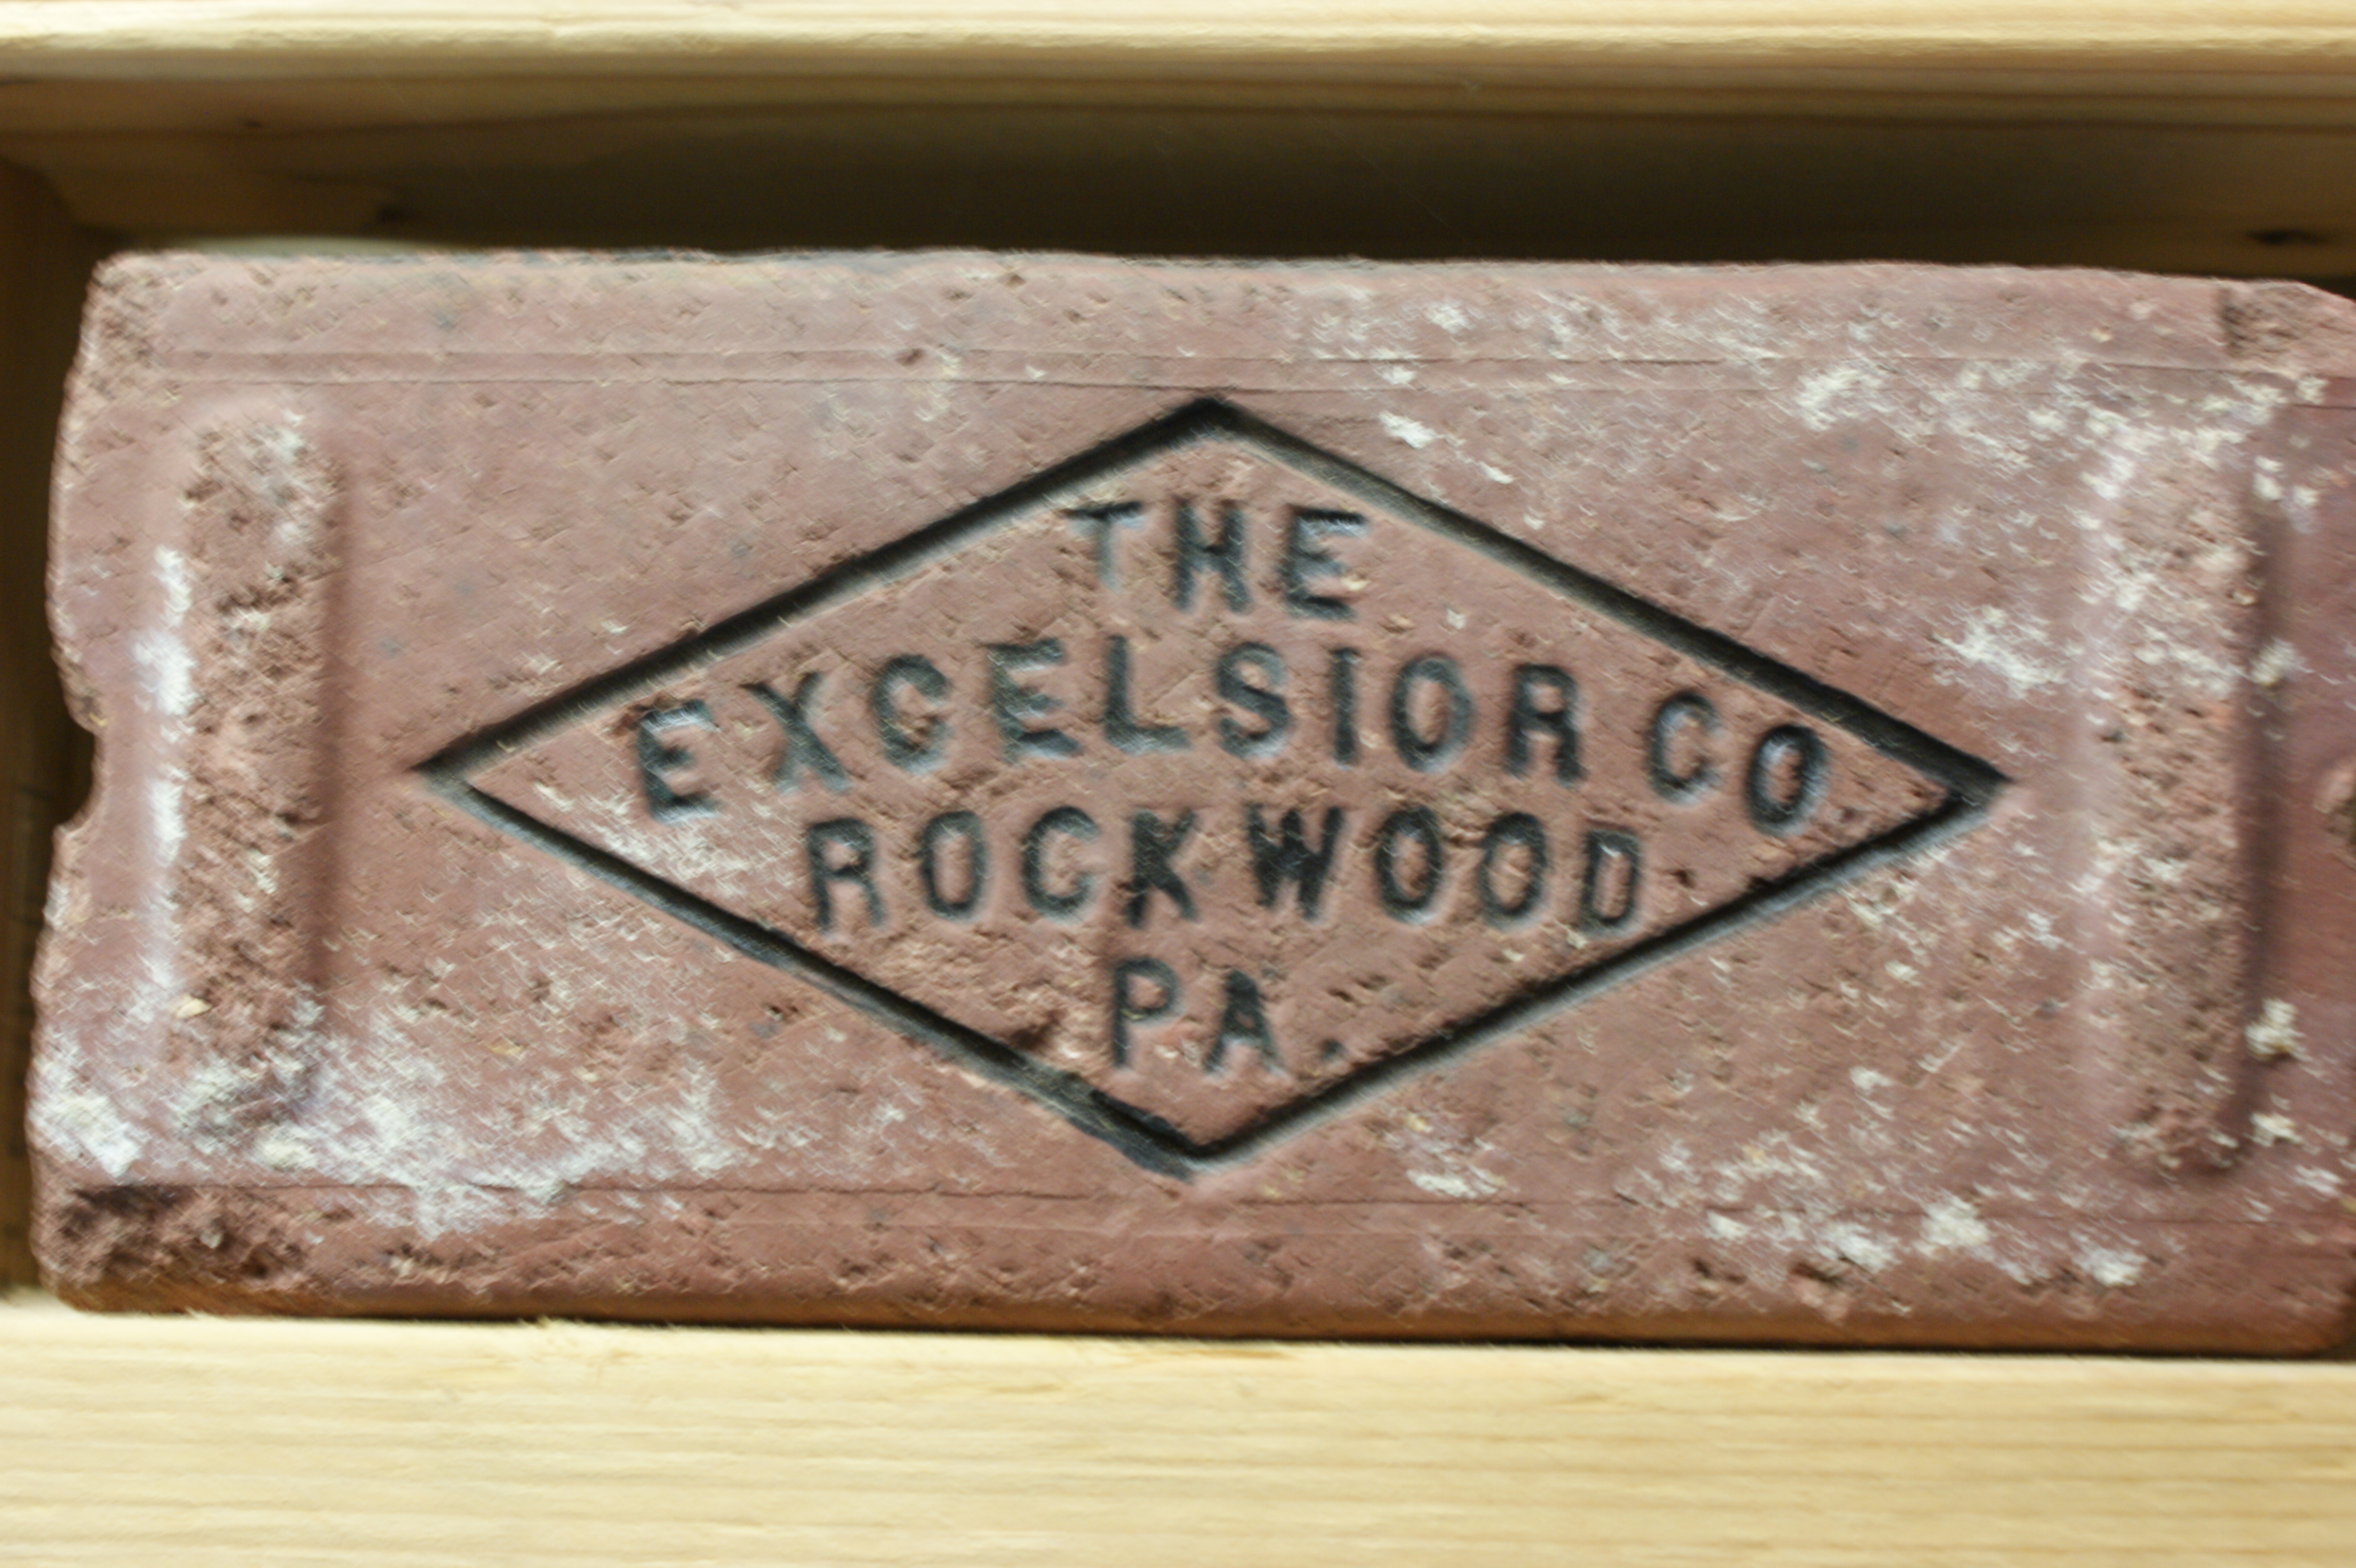 THE
EXCELSIOR CO
ROCKWOOD
PA.